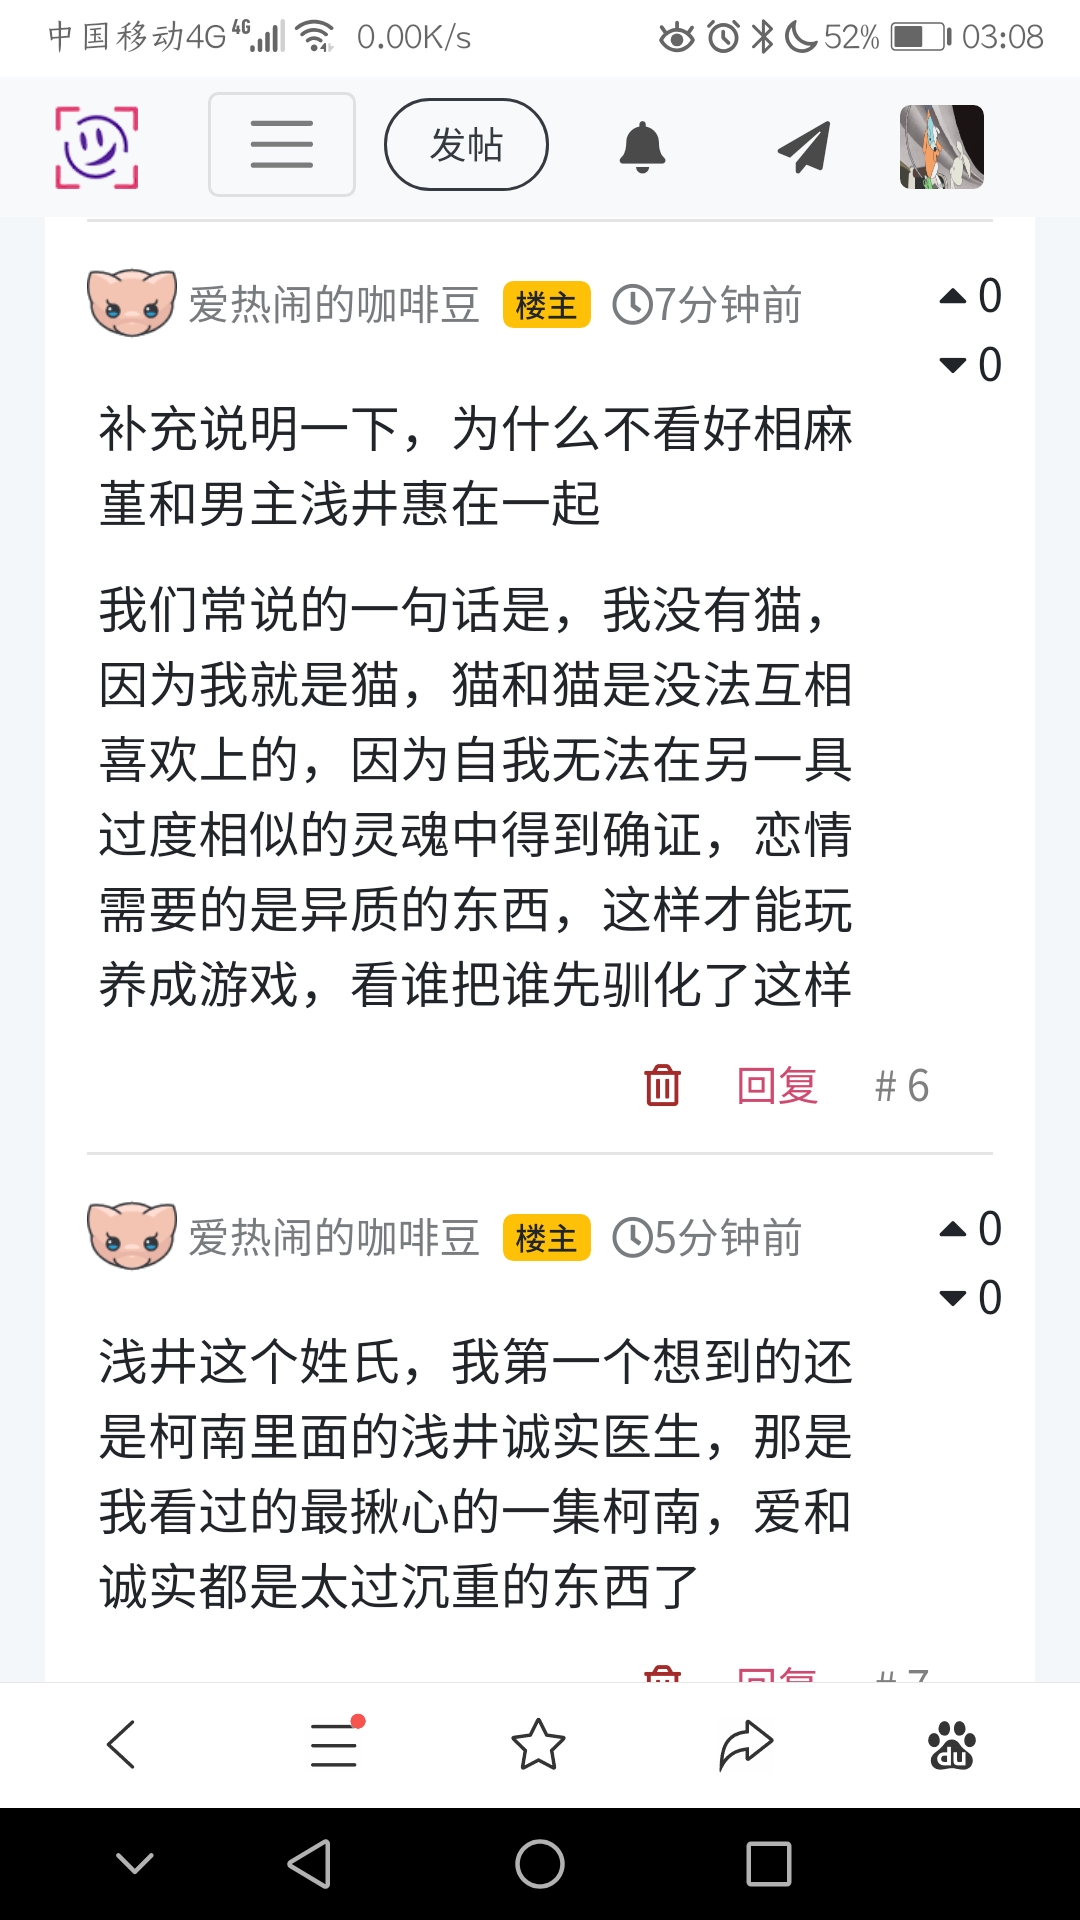 中国移动4G 4G 0.00K/s 52% 03:08
发帖
爱热闹的咖啡豆 楼主 7分钟前 0
0
补充说明一下，为什么不看好相麻
堇和男主浅井惠在一起
我们常说的一句话是，我没有猫，
因为我就是猫，猫和猫是没法互相
喜欢上的，因为自我无法在另一具
过度相似的灵魂中得到确证，恋情
需要的是异质的东西，这样才能玩
养成游戏，看谁把谁先驯化了这样
回复 # 6
爱热闹的咖啡豆 楼主 5分钟前 0
0
浅井这个姓氏，我第一个想到的还
是柯南里面的浅井诚实医生，那是
我看过的最揪心的一集柯南，爱和
诚实都是太过沉重的东西了
回复 # 7
du